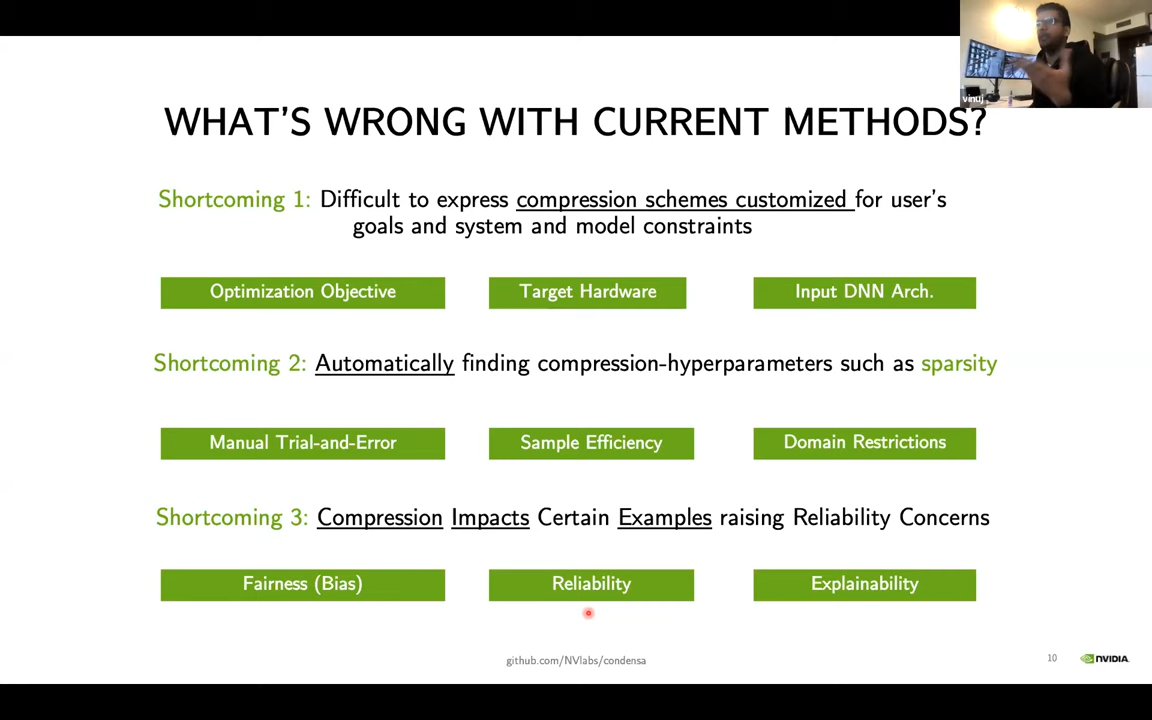 vinuj
WHAT'S WRONG WITH CURRENT METHODS?
Shortcoming 1: Difficult to express compression schemes customized for user's
goals and system and model constraints
Optimization Objective
Target Hardware
Input DNN Arch.
Shortcoming 2: Automatically finding compression-hyperparameters such as sparsity
Manual Trial-and-Error
Sample Efficiency
Domain Restrictions
Shortcoming 3: Compression Impacts Certain Examples raising Reliability Concerns
Fairness (Bias)
Reliability
Explainability
github.com/NVlabs/condensa
10
NVIDIA.